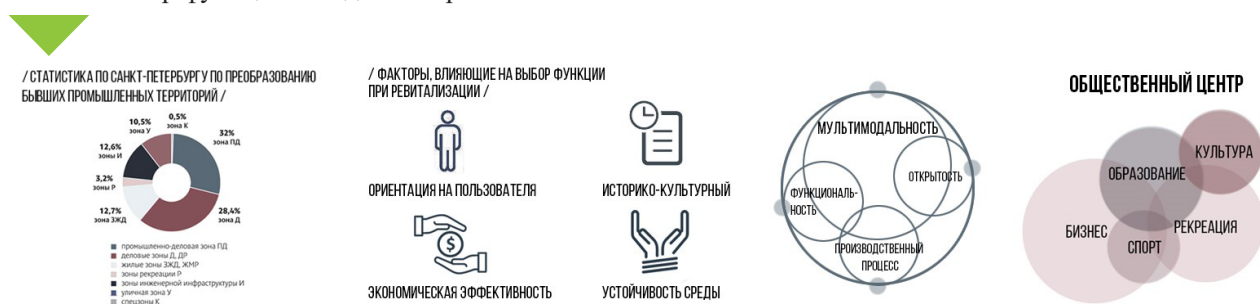 / СТАТИСТИКА ПО САНКТ-ПЕТЕРБУРГУ ПО ПРЕОБРАЗОВАНИЮ
БЫВШИХ ПРОМЫШЛЕННЫХ ТЕРРИТОРИЙ /
10,5%
зона У
0,5%
зона К
32%
зона ПД
12,6%
зоны И
3,2%
зоны Р
12,7%
зона ЗЖД
28,4%
зона Д
промышленно-деловая зона ПД
деловые зоны Д, ДР
жилые зоны ЗЖД, ЖМР
зоны рекреации Р
зоны инженерной инфраструктуры И
уличная зона У
спецзоны К
/ ФАКТОРЫ, ВЛИЯЮЩИЕ НА ВЫБОР ФУНКЦИИ
ПРИ РЕВИТАЛИЗАЦИИ /
ОРИЕНТАЦИЯ НА ПОЛЬЗОВАТЕЛЯ
ИСТОРИКО-КУЛЬТУРНЫЙ
$
ЭКОНОМИЧЕСКАЯ ЭФФЕКТИВНОСТЬ
УСТОЙЧИВОСТЬ СРЕДЫ
МУЛЬТИМОДАЛЬНОСТЬ
ОТКРЫТОСТЬ
ФУНКЦИОНАЛЬ-
НОСТЬ
ПРОИЗВОДСТВЕННЫЙ
ПРОЦЕСС
ОБЩЕСТВЕННЫЙ ЦЕНТР
КУЛЬТУРА
ОБРАЗОВАНИЕ
БИЗНЕС
РЕКРЕАЦИЯ
СПОРТ